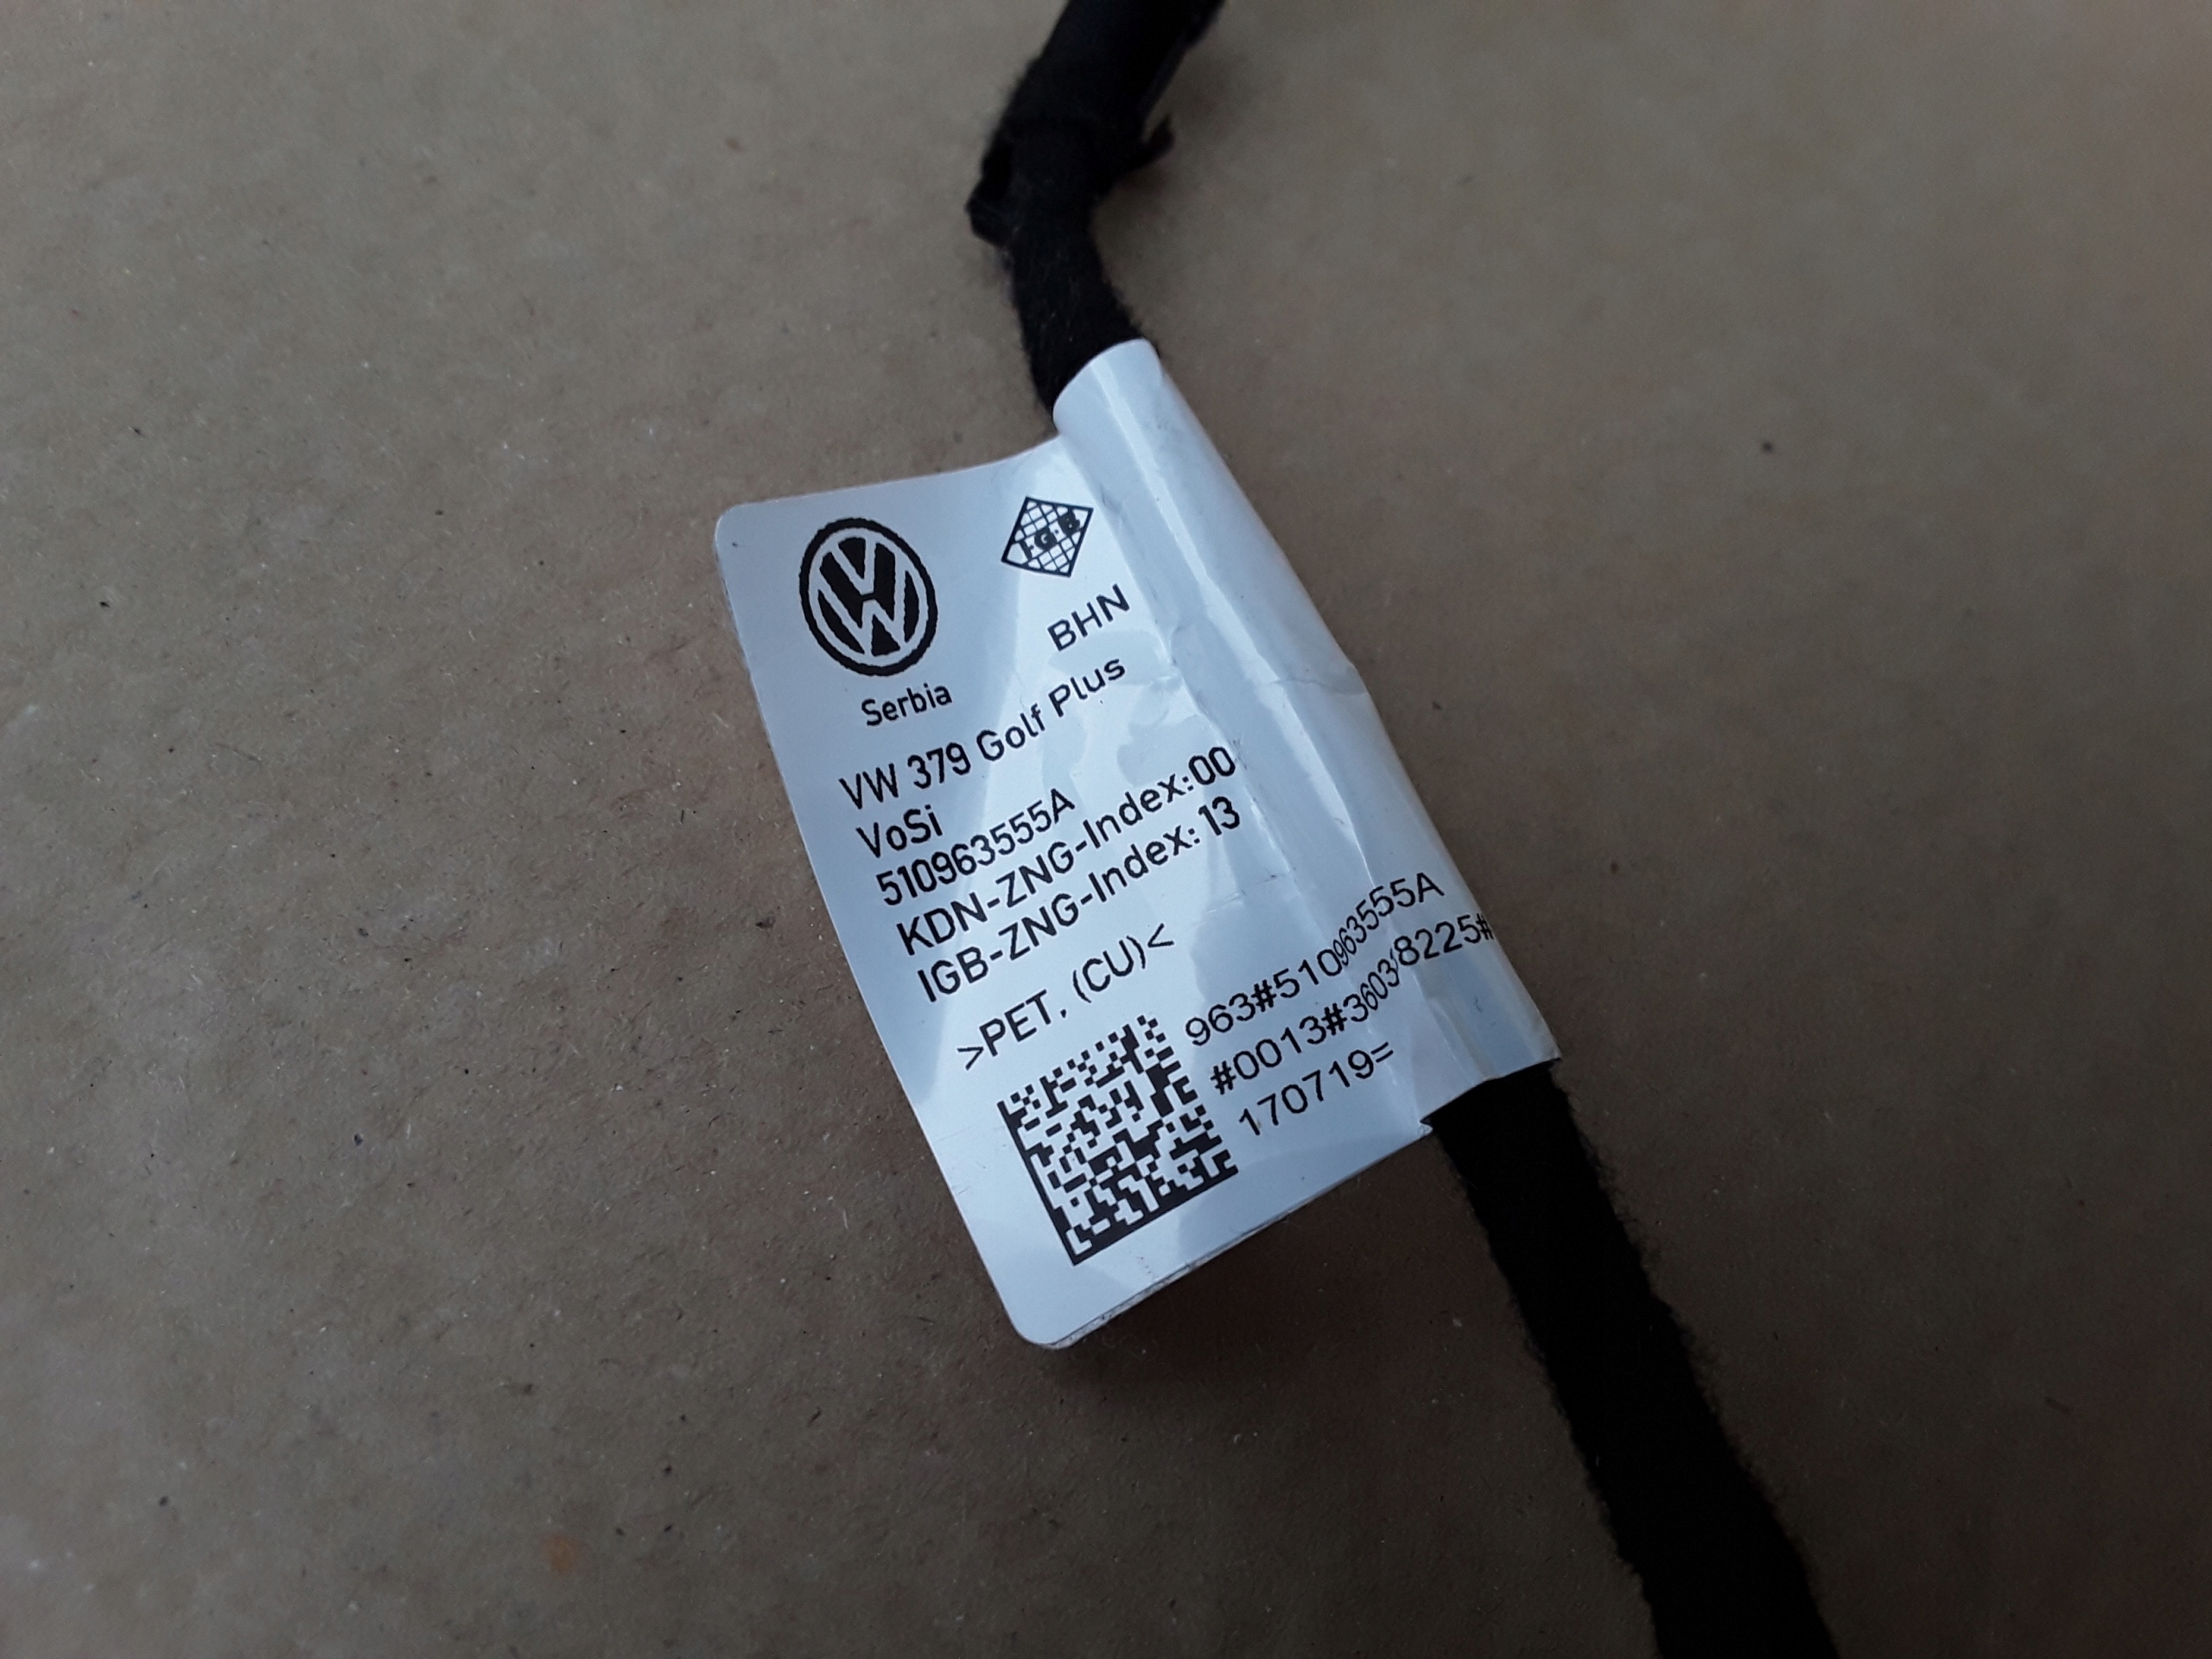 I·G·B
BHN
Serbia
VW 379 Golf Plus
VoSi
510963555A
KDN-ZNG-Index:00
IGB-ZNG-Index:13
>PET, (CU)<
963#510963555A
#0013#36038225#
170719=